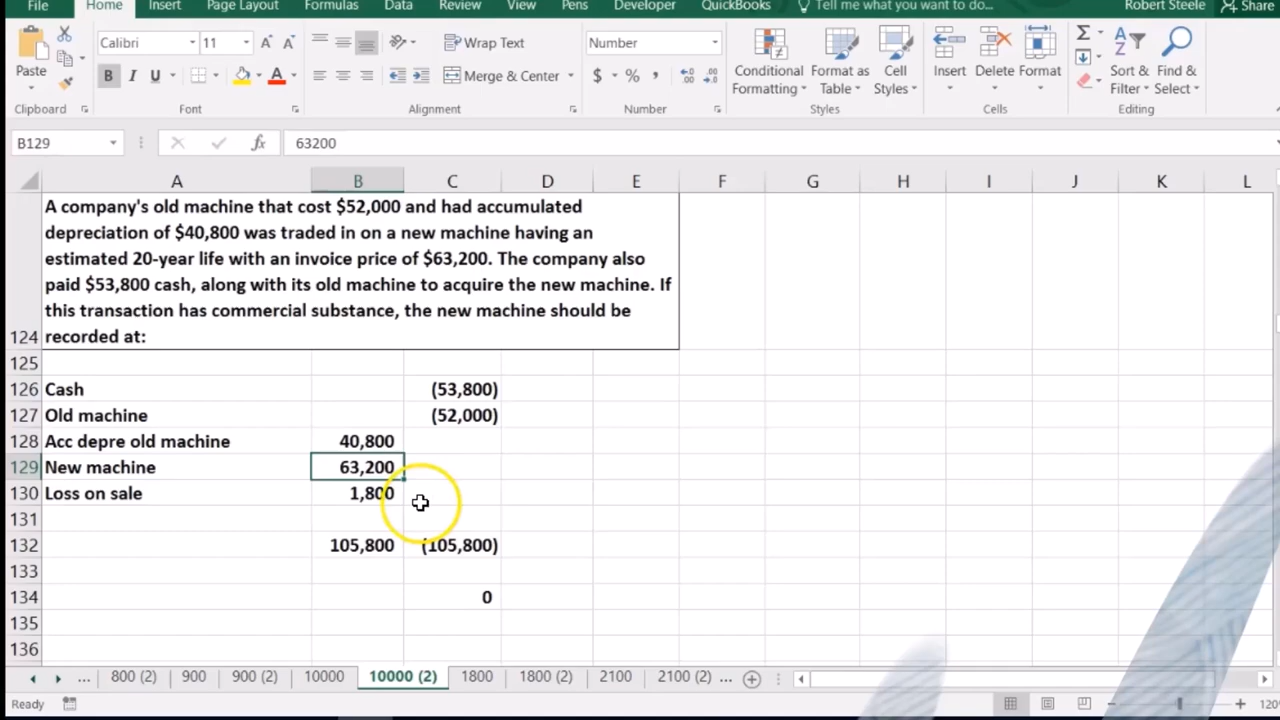 File Home Insert Page Layout Formulas Data Review View Pens Developer QuickBooks Tell me what you want to do... Robert Steele Share
Calibri 11 Wrap Text Number
Paste B I U Merge & Center $ % , Conditional Formatting Format as Table Cell Styles Insert Delete Format Sort & Filter Find & Select
Clipboard Font Alignment Number Styles Cells Editing
B129 fx 63200
A B C D E F G H I J K L
A company's old machine that cost $52,000 and had accumulated
depreciation of $40,800 was traded in on a new machine having an
estimated 20-year life with an invoice price of $63,200. The company also
paid $53,800 cash, along with its old machine to acquire the new machine. If
this transaction has commercial substance, the new machine should be
124 recorded at:
125
126 Cash (53,800)
127 Old machine (52,000)
128 Acc depre old machine 40,800
129 New machine 63,200
130 Loss on sale 1,800
131
132 105,800 (105,800)
133
134 0
135
136
... 800 (2) 900 900 (2) 10000 10000 (2) 1800 1800 (2) 2100 2100 (2) ...
Ready